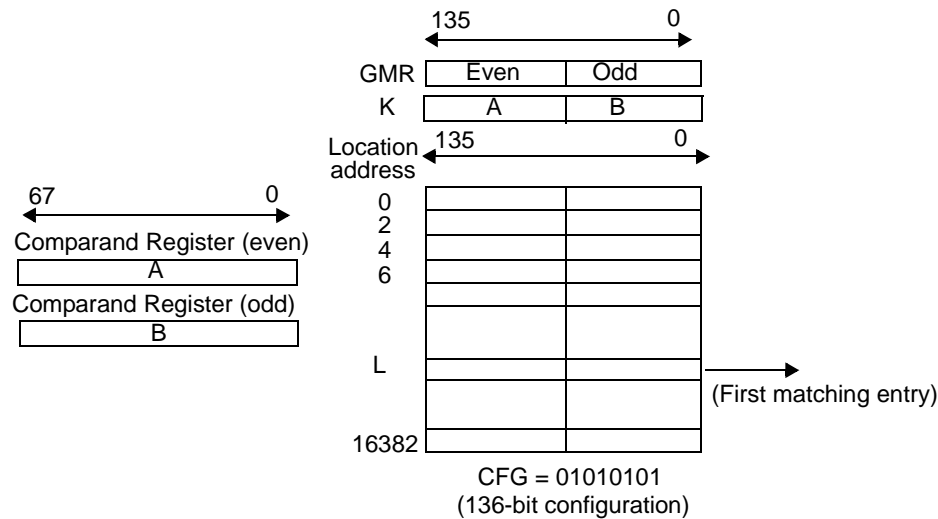 135 0
GMR Even Odd
K A B
Location address
135 0
0
2
4
6
L
16382
67 0
Comparand Register (even)
A
Comparand Register (odd)
B
(First matching entry)
CFG = 01010101
(136-bit configuration)